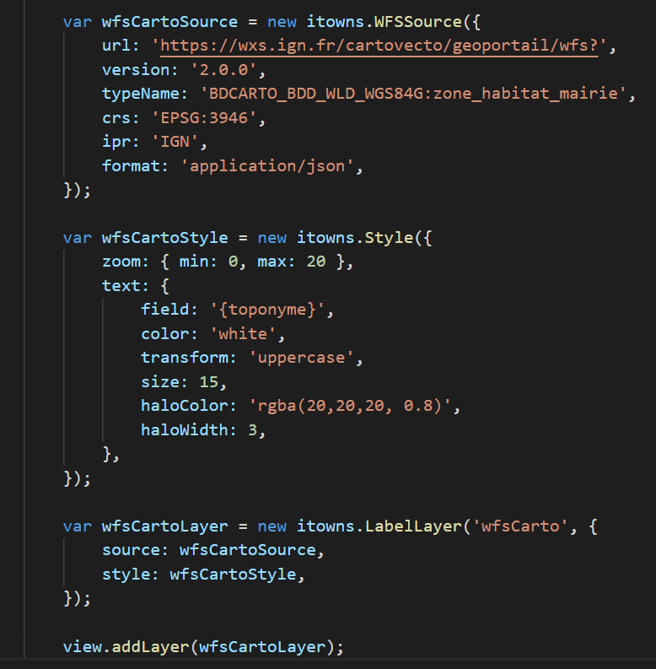 var wfsCartoSource = new itowns.WFSSource({
url: 'https://wxs.ign.fr/cartovecto/geoportail/wfs?',
version: '2.0.0',
typeName: 'BDCARTO_BDD_WLD_WGS84G:zone_habitat_mairie',
crs: 'EPSG:3946',
ipr: 'IGN',
format: 'application/json',
});
var wfsCartoStyle = new itowns.Style({
zoom: { min: 0, max: 20 },
text: {
field: '{toponyme}',
color: 'white',
transform: 'uppercase',
size: 15,
haloColor: 'rgba(20,20,20, 0.8)',
haloWidth: 3,
},
});
var wfsCartoLayer = new itowns.LabelLayer('wfsCarto', {
source: wfsCartoSource,
style: wfsCartoStyle,
});
view.addLayer(wfsCartoLayer);